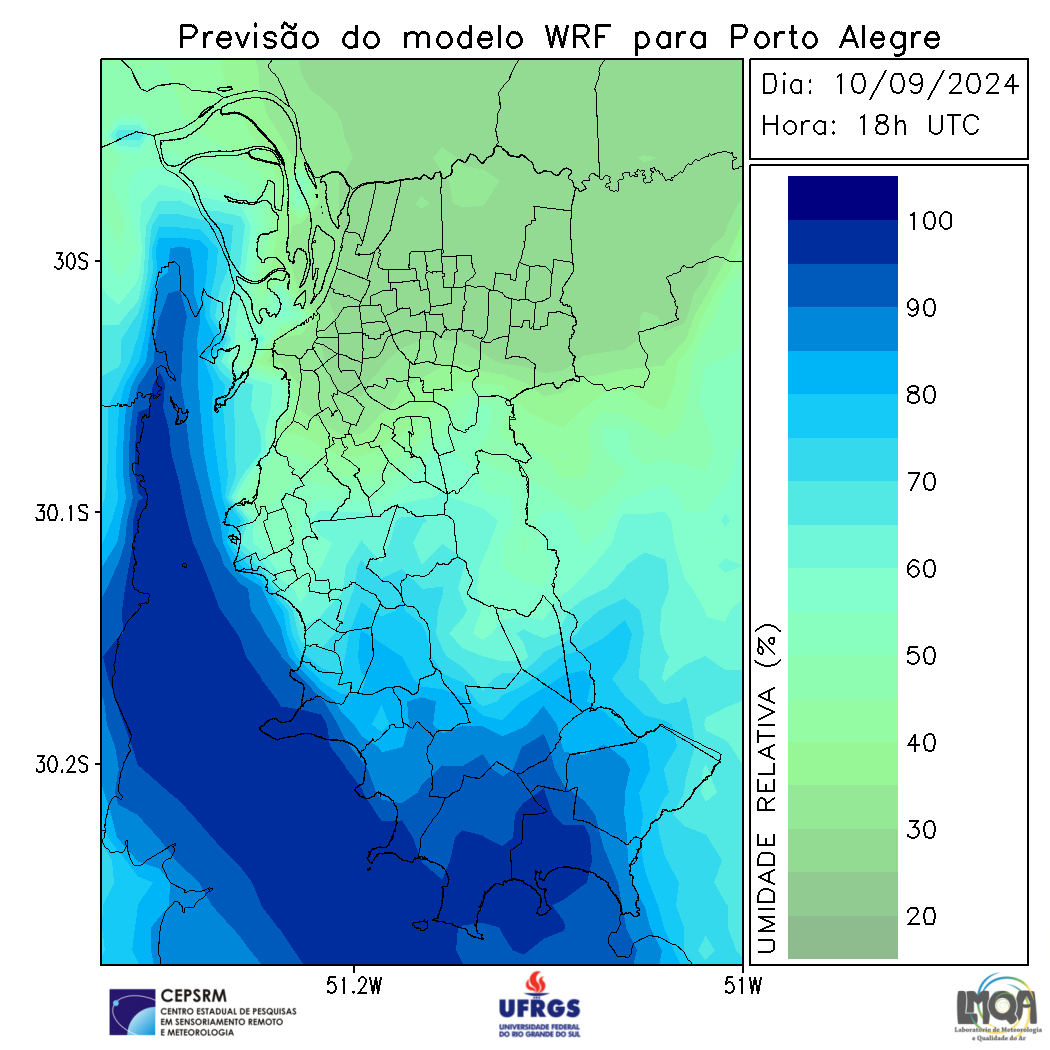 Previsão do modelo WRF para Porto Alegre
Dia: 10/09/2024
Hora: 18h UTC
30S
30.1S
30.2S
51.2W
51W
100
90
80
70
60
50
40
30
20
UMIDADE RELATIVA (%)
CEPSRM
CENTRO ESTADUAL DE PESQUISAS
EM SENSORIAMENTO REMOTO
E METEOROLOGIA
UFRGS
UNIVERSIDADE FEDERAL
DO RIO GRANDE DO SUL
LMQA
Laboratório de Meteorologia
e Qualidade do Ar